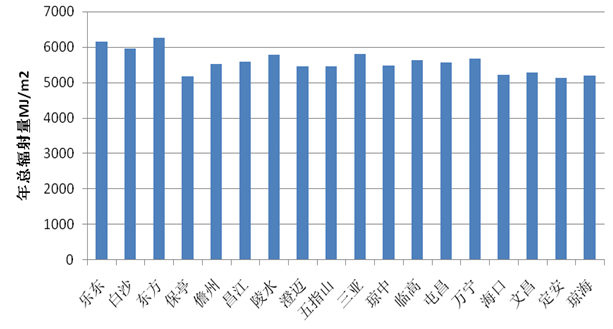 年总辐射量MJ/m2
7000
6000
5000
4000
3000
2000
1000
0
乐东
白沙
东方
保亭
儋州
昌江
陵水
澄迈
五指山
三亚
琼中
临高
屯昌
万宁
海口
文昌
定安
琼海